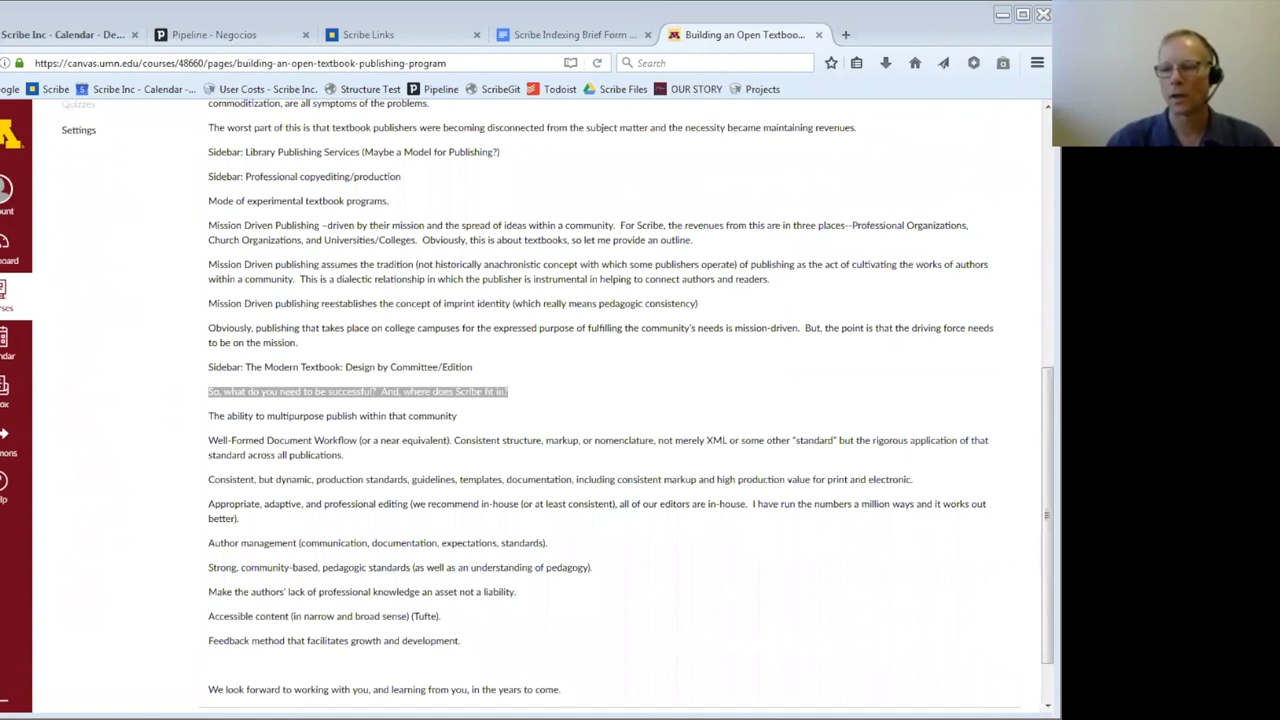 Scribe Inc - Calendar - De...
Pipeline - Negocios
Scribe Links
Scribe Indexing Brief Form ...
Building an Open Textboo...
https://canvas.umn.edu/courses/48660/pages/building-an-open-textbook-publishing-program
Search
ogle
Scribe
Scribe Inc - Calendar -...
User Costs - Scribe Inc.
Structure Test
Pipeline
ScribeGit
Todoist
Scribe Files
OUR STORY
Projects
Quizzes
Settings
ount
board
rses
ndar
ox
mons
elp
commoditization, are all symptoms of the problems.
The worst part of this is that textbook publishers were becoming disconnected from the subject matter and the necessity became maintaining revenues.
Sidebar: Library Publishing Services (Maybe a Model for Publishing?)
Sidebar: Professional copyediting/production
Mode of experimental textbook programs.
Mission Driven Publishing –driven by their mission and the spread of ideas within a community. For Scribe, the revenues from this are in three places--Professional Organizations,
Church Organizations, and Universities/Colleges. Obviously, this is about textbooks, so let me provide an outline.
Mission Driven publishing assumes the tradition (not historically anachronistic concept with which some publishers operate) of publishing as the act of cultivating the works of authors
within a community. This is a dialectic relationship in which the publisher is instrumental in helping to connect authors and readers.
Mission Driven publishing reestablishes the concept of imprint identity (which really means pedagogic consistency)
Obviously, publishing that takes place on college campuses for the expressed purpose of fulfilling the community's needs is mission-driven. But, the point is that the driving force needs
to be on the mission.
Sidebar: The Modern Textbook: Design by Committee/Edition
So, what do you need to be successful? And, where does Scribe fit in?
The ability to multipurpose publish within that community
Well-Formed Document Workflow (or a near equivalent). Consistent structure, markup, or nomenclature, not merely XML or some other "standard" but the rigorous application of that
standard across all publications.
Consistent, but dynamic, production standards, guidelines, templates, documentation, including consistent markup and high production value for print and electronic.
Appropriate, adaptive, and professional editing (we recommend in-house (or at least consistent), all of our editors are in-house. I have run the numbers a million ways and it works out
better).
Author management (communication, documentation, expectations, standards).
Strong, community-based, pedagogic standards (as well as an understanding of pedagogy).
Make the authors' lack of professional knowledge an asset not a liability.
Accessible content (in narrow and broad sense) (Tufte).
Feedback method that facilitates growth and development.
We look forward to working with you, and learning from you, in the years to come.